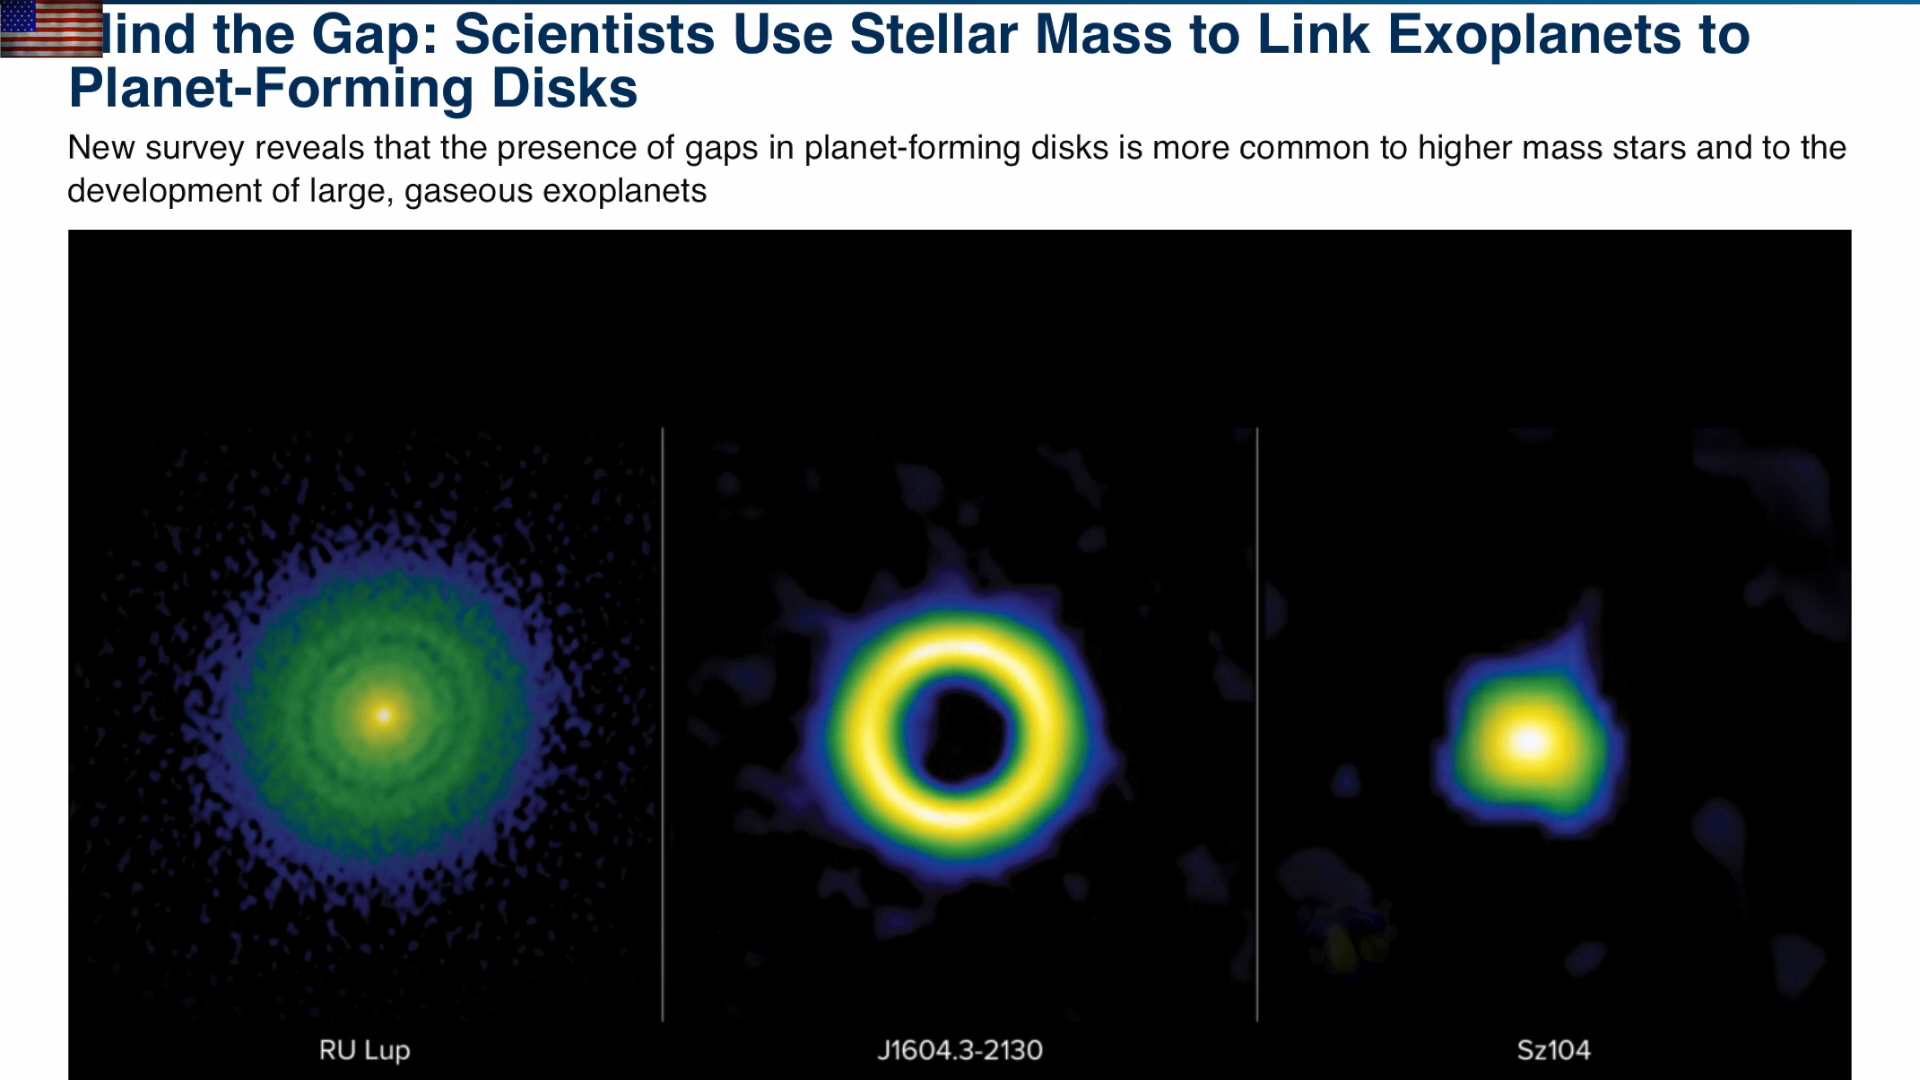 lind the Gap: Scientists Use Stellar Mass to Link Exoplanets to
Planet-Forming Disks
New survey reveals that the presence of gaps in planet-forming disks is more common to higher mass stars and to the
development of large, gaseous exoplanets
RU Lup
J1604.3-2130
Sz104